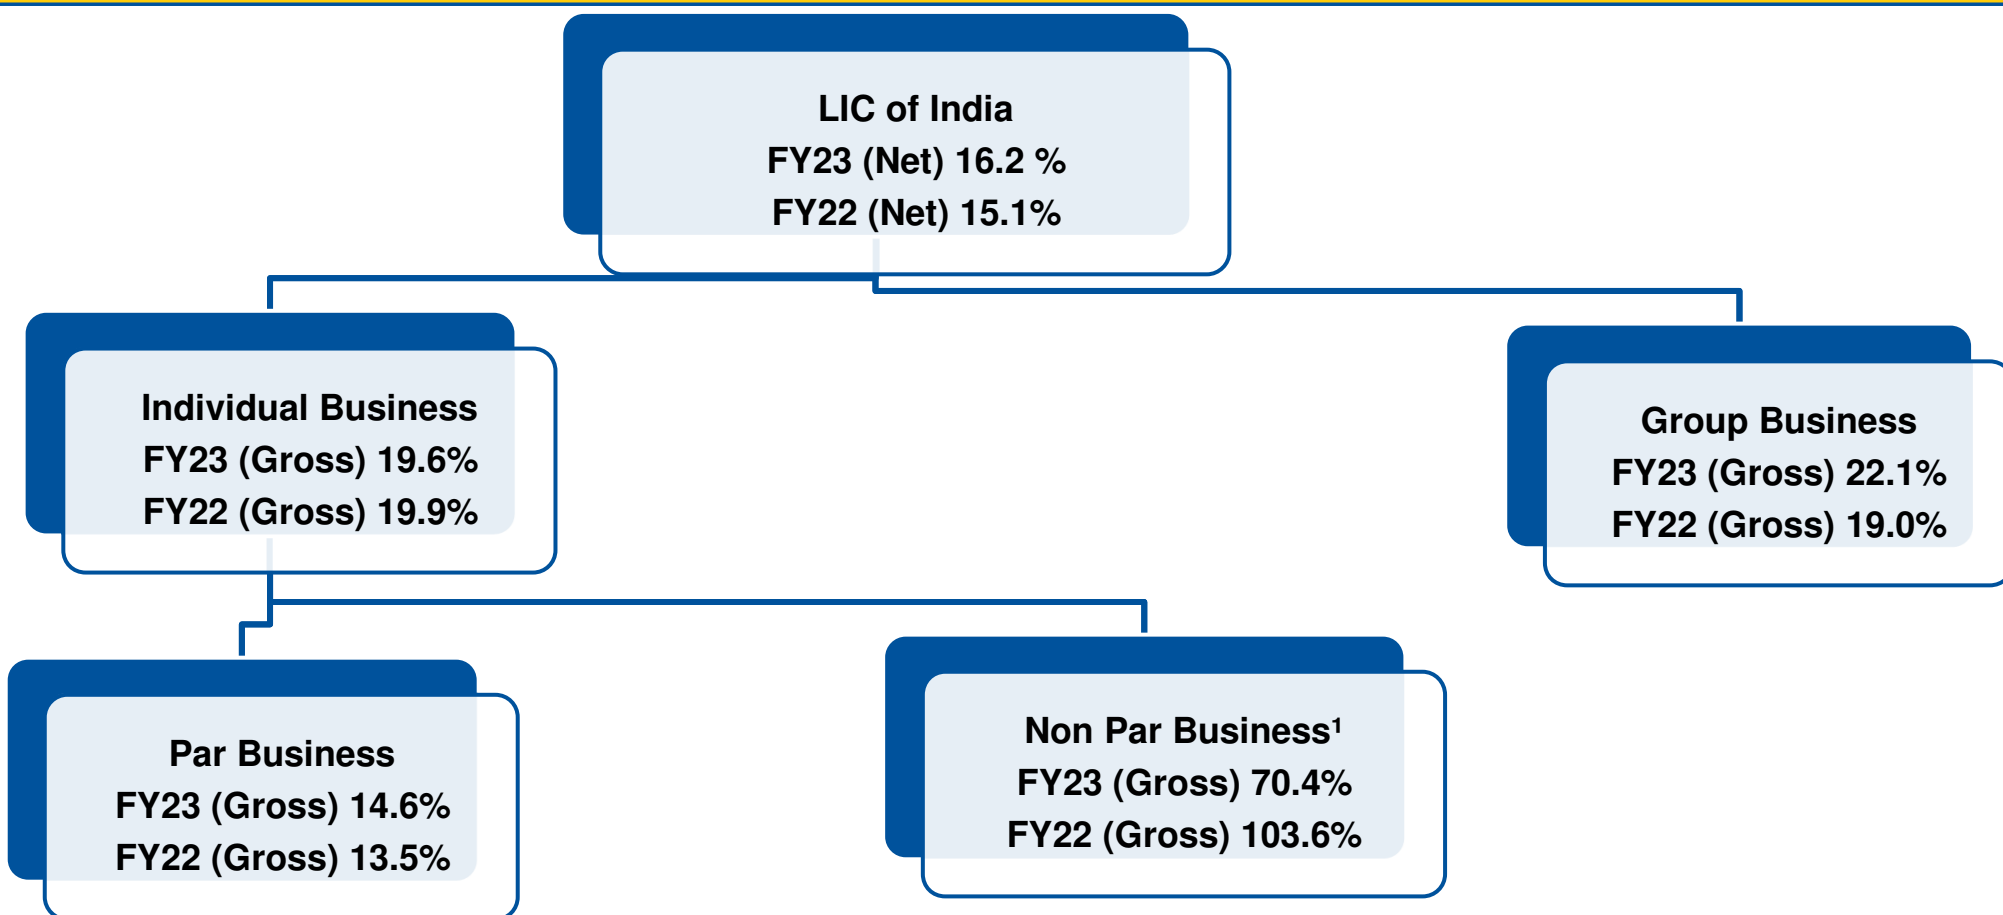 LIC of India
FY23 (Net) 16.2 %
FY22 (Net) 15.1%
Individual Business
FY23 (Gross) 19.6%
FY22 (Gross) 19.9%
Group Business
FY23 (Gross) 22.1%
FY22 (Gross) 19.0%
Par Business
FY23 (Gross) 14.6%
FY22 (Gross) 13.5%
Non Par Business¹
FY23 (Gross) 70.4%
FY22 (Gross) 103.6%